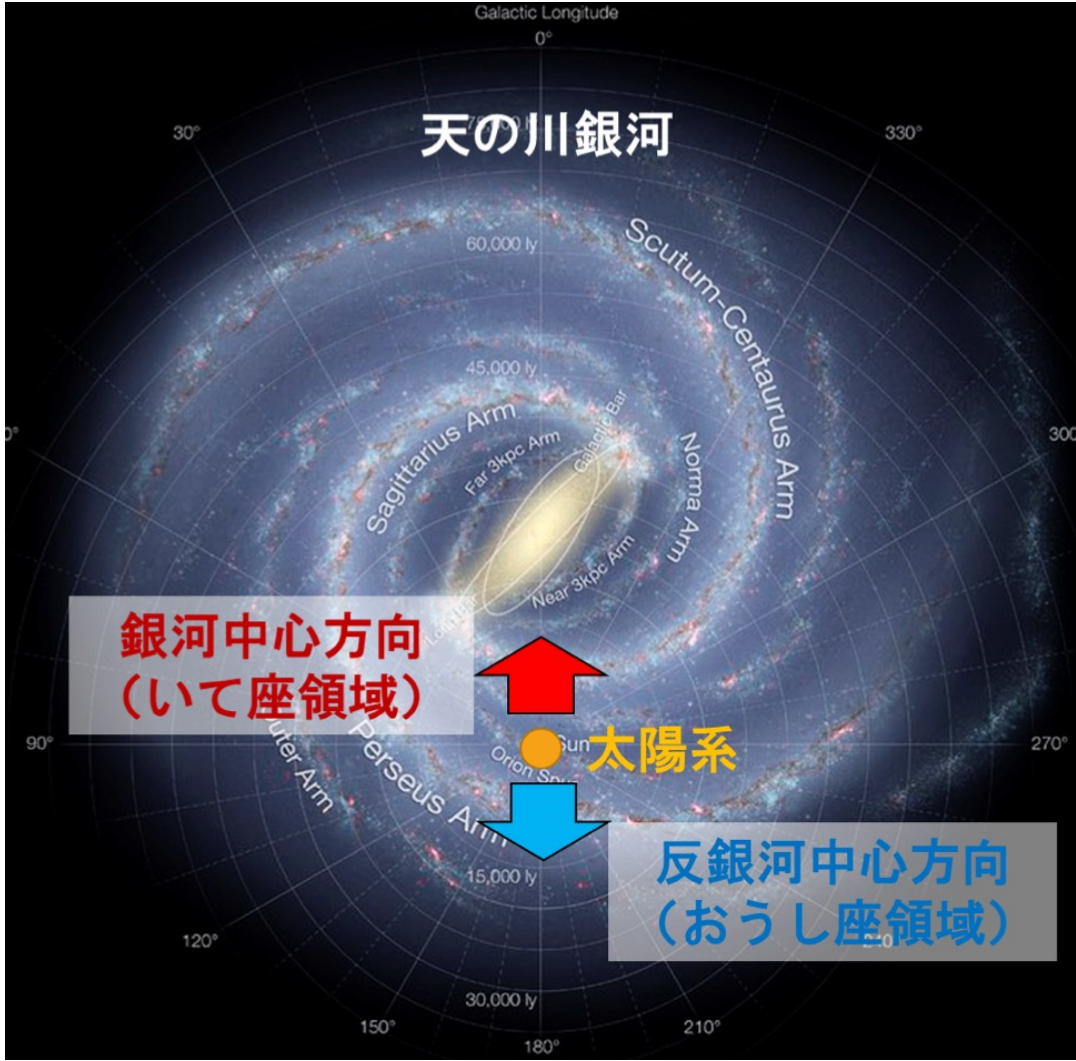 Galactic Longitude
0°
30°
330°
天の川銀河
Scutum-Centaurus Arm
60,000 ly
45,000 ly
Sagittarius Arm
Far 3kpc Arm
Galactic Bar
Norma Arm
300
Near 3kpc Arm
銀河中心方向
（いて座領域）
90°
Sun
太陽系
270°
Orion
Perseus Arm
Arm
反銀河中心方向
（おうし座領域）
15,000 ly
120°
240
30,000 ly
150°
210°
180°